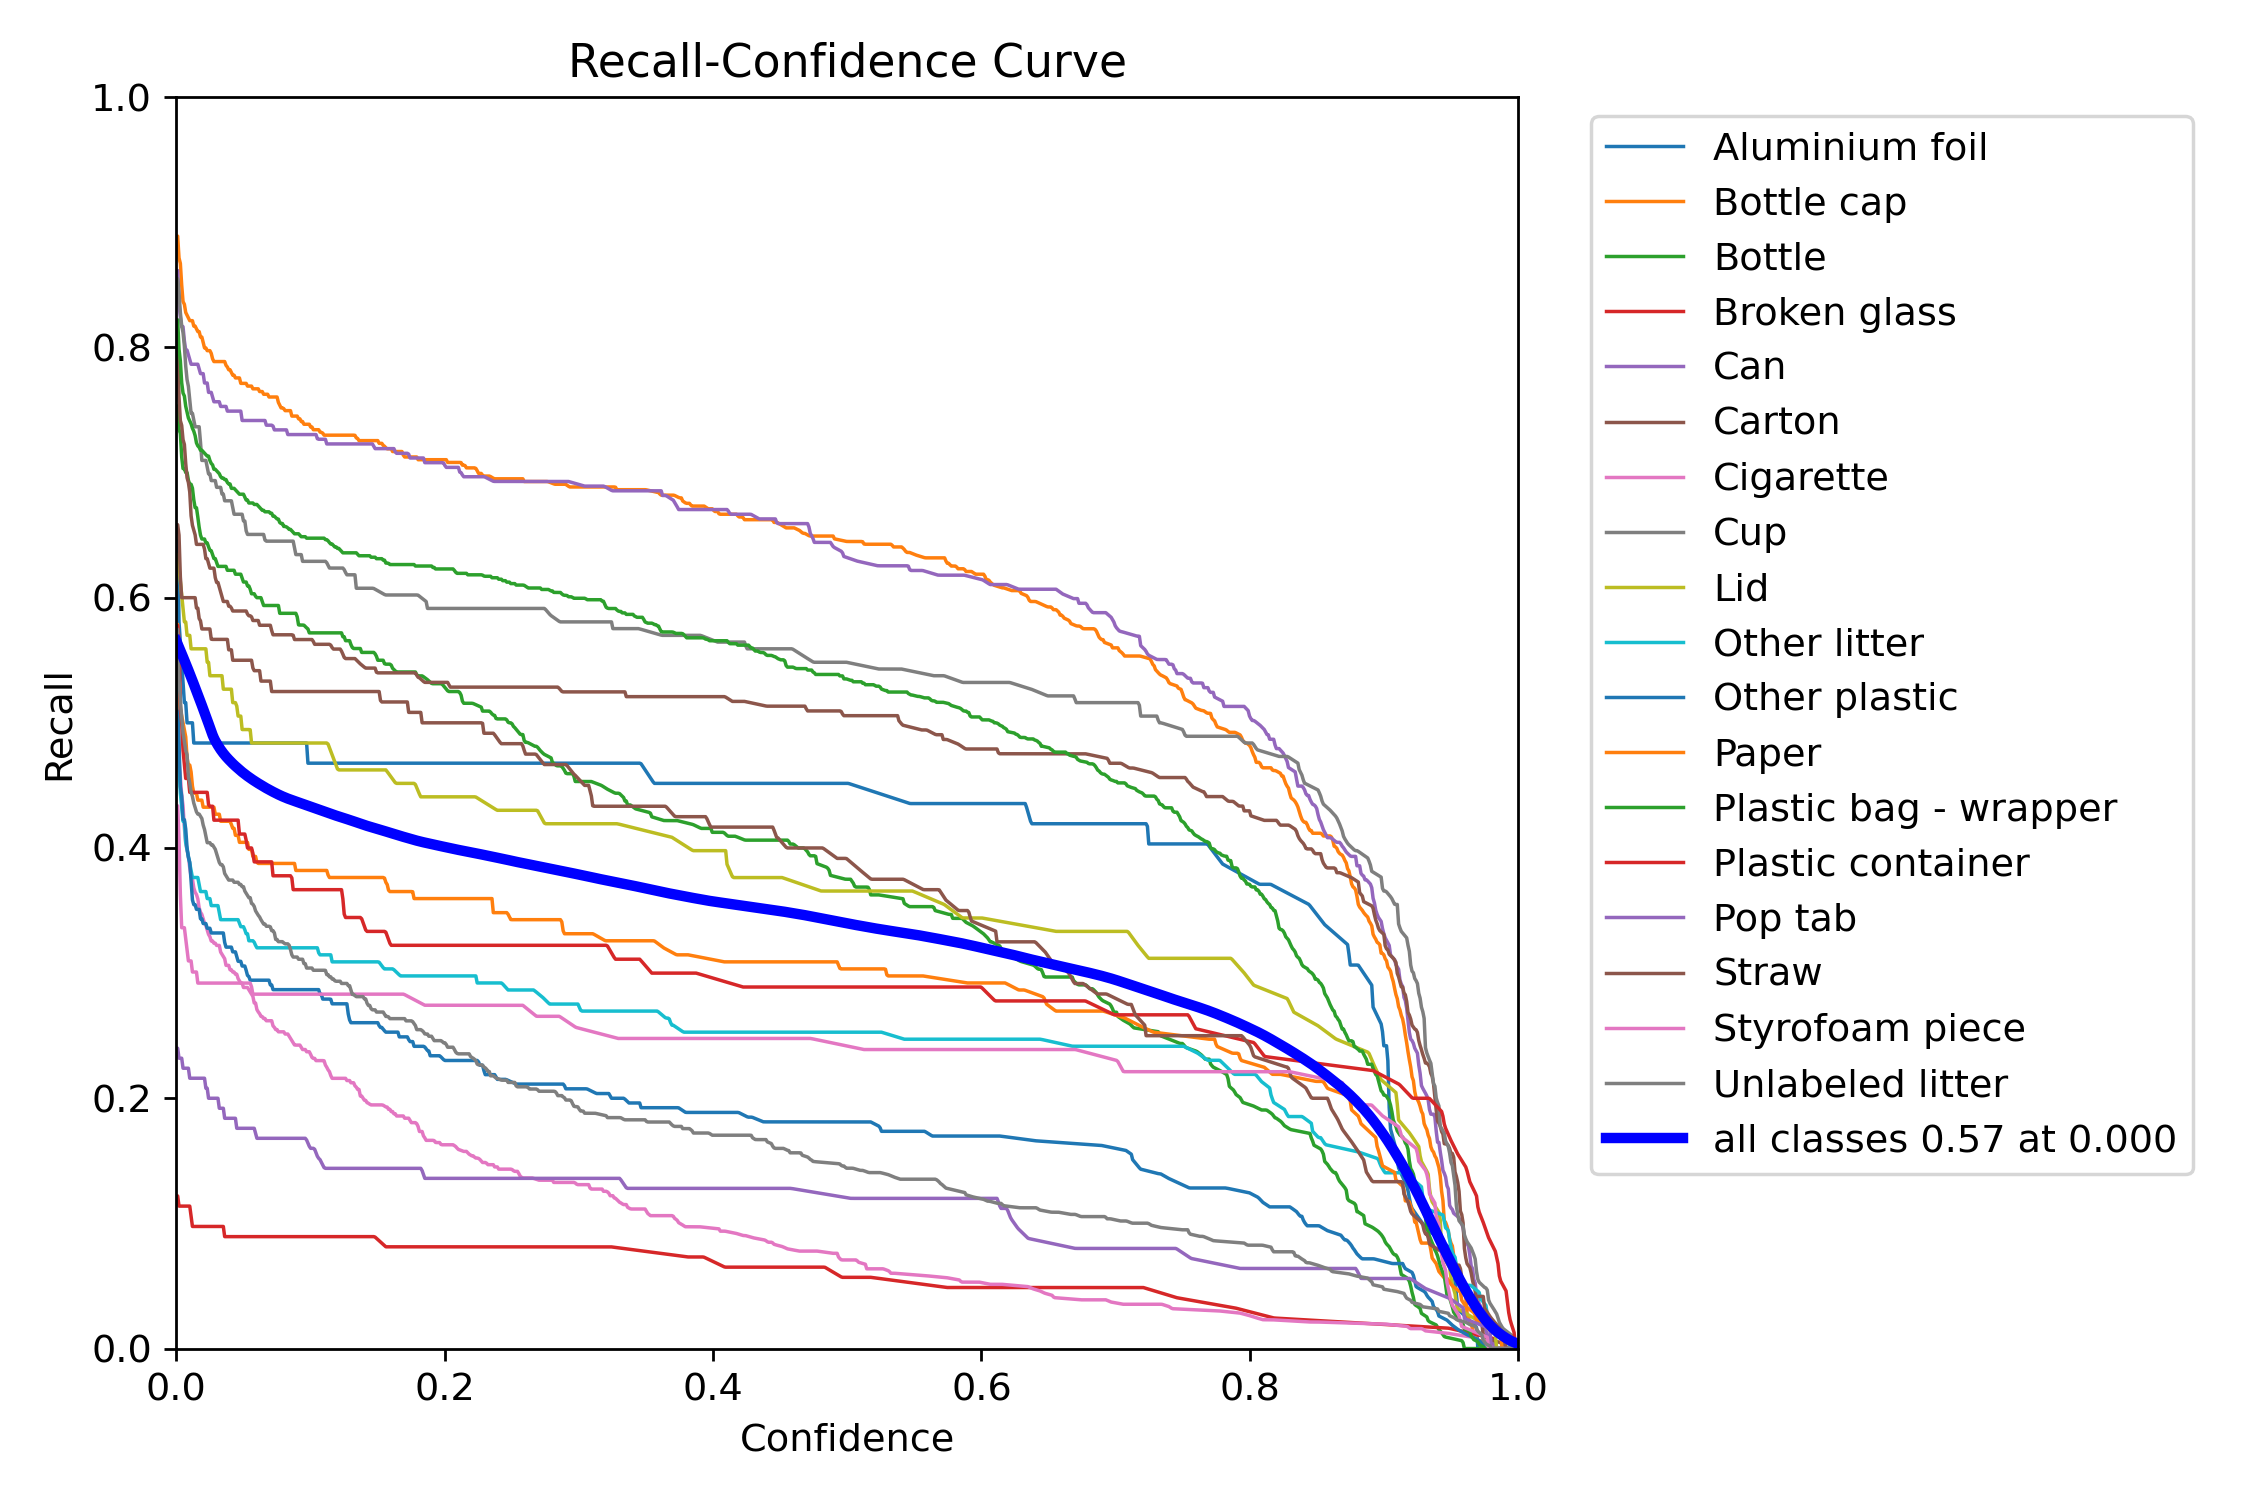 Recall-Confidence Curve
1.0
0.8
0.6
0.4
0.2
0.0
Recall
0.0 0.2 0.4 0.6 0.8 1.0
Confidence
Aluminium foil
Bottle cap
Bottle
Broken glass
Can
Carton
Cigarette
Cup
Lid
Other litter
Other plastic
Paper
Plastic bag - wrapper
Plastic container
Pop tab
Straw
Styrofoam piece
Unlabeled litter
all classes 0.57 at 0.000